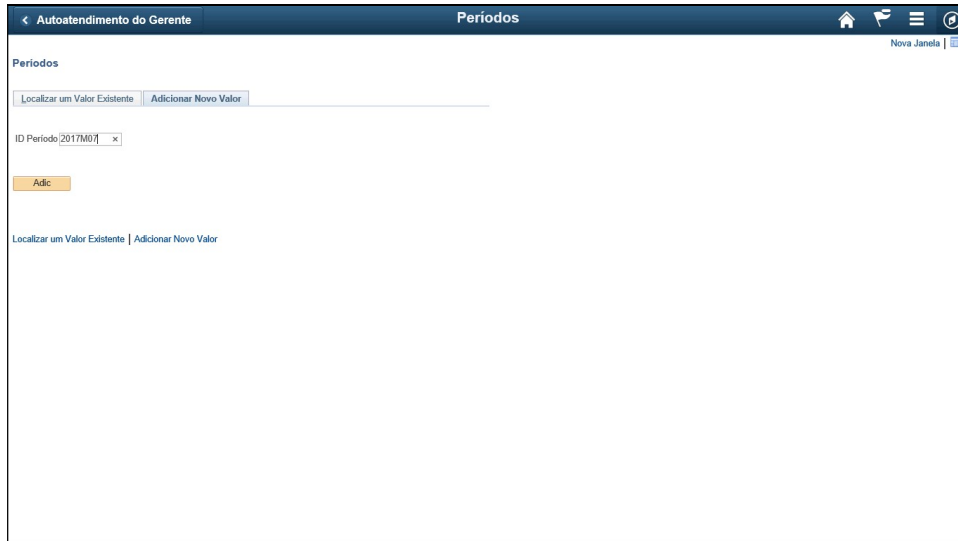 Autoatendimento do Gerente
Períodos
Nova Janela |
Períodos
Localizar um Valor Existente
Adicionar Novo Valor
ID Período 2017M07 ×
Adic
Localizar um Valor Existente | Adicionar Novo Valor